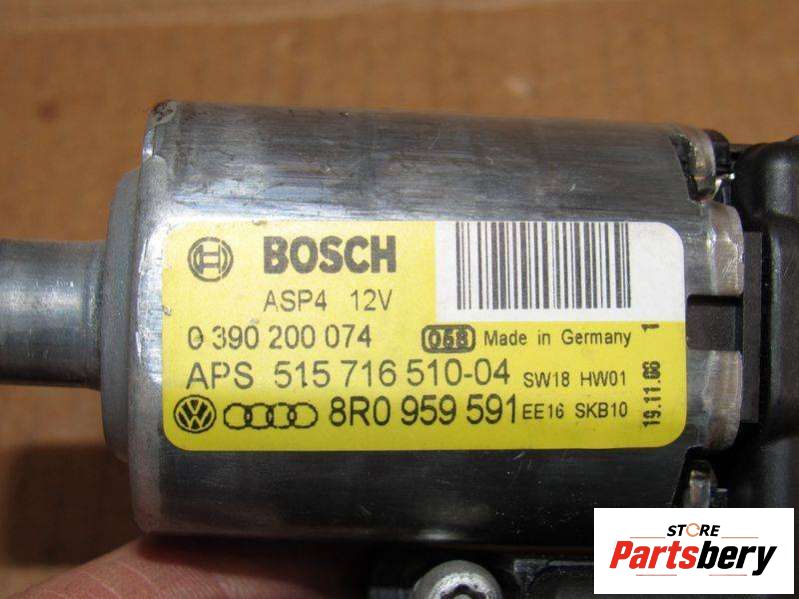 BOSCH
ASP4 12V
0 390 200 074 Made in Germany
APS 515 716 510-04 SW18 HW01
8R0 959 591 EE16 SKB10
19.11.08 1
STORE
Partsbery